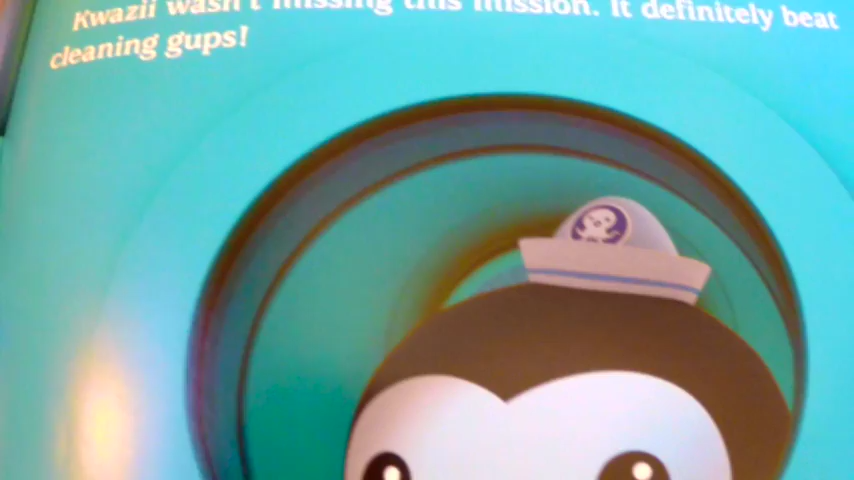 Kwazii wasn't missing this mission. It definitely beat
cleaning gups!